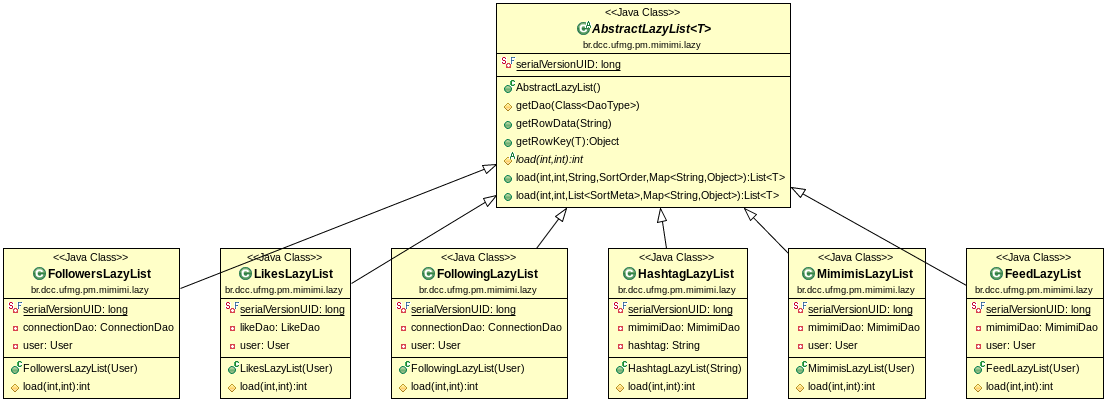 <<Java Class>>
AbstractLazyList<T>
br.dcc.ufmg.pm.mimimi.lazy
serialVersionUID: long
AbstractLazyList()
getDao(Class<DaoType>)
getRowData(String)
getRowKey(T):Object
load(int,int):int
load(int,int,String,SortOrder,Map<String,Object>):List<T>
load(int,int,List<SortMeta>,Map<String,Object>):List<T>
<<Java Class>>
FollowersLazyList
br.dcc.ufmg.pm.mimimi.lazy
serialVersionUID: long
connectionDao: ConnectionDao
user: User
FollowersLazyList(User)
load(int,int):int
<<Java Class>>
LikesLazyList
br.dcc.ufmg.pm.mimimi.lazy
serialVersionUID: long
likeDao: LikeDao
user: User
LikesLazyList(User)
load(int,int):int
<<Java Class>>
FollowingLazyList
br.dcc.ufmg.pm.mimimi.lazy
serialVersionUID: long
connectionDao: ConnectionDao
user: User
FollowingLazyList(User)
load(int,int):int
<<Java Class>>
HashtagLazyList
br.dcc.ufmg.pm.mimimi.lazy
serialVersionUID: long
mimimiDao: MimimiDao
hashtag: String
HashtagLazyList(String)
load(int,int):int
<<Java Class>>
MimimisLazyList
br.dcc.ufmg.pm.mimimi.lazy
serialVersionUID: long
mimimiDao: MimimiDao
user: User
MimimisLazyList(User)
load(int,int):int
<<Java Class>>
FeedLazyList
br.dcc.ufmg.pm.mimimi.lazy
serialVersionUID: long
mimimiDao: MimimiDao
user: User
FeedLazyList(User)
load(int,int):int